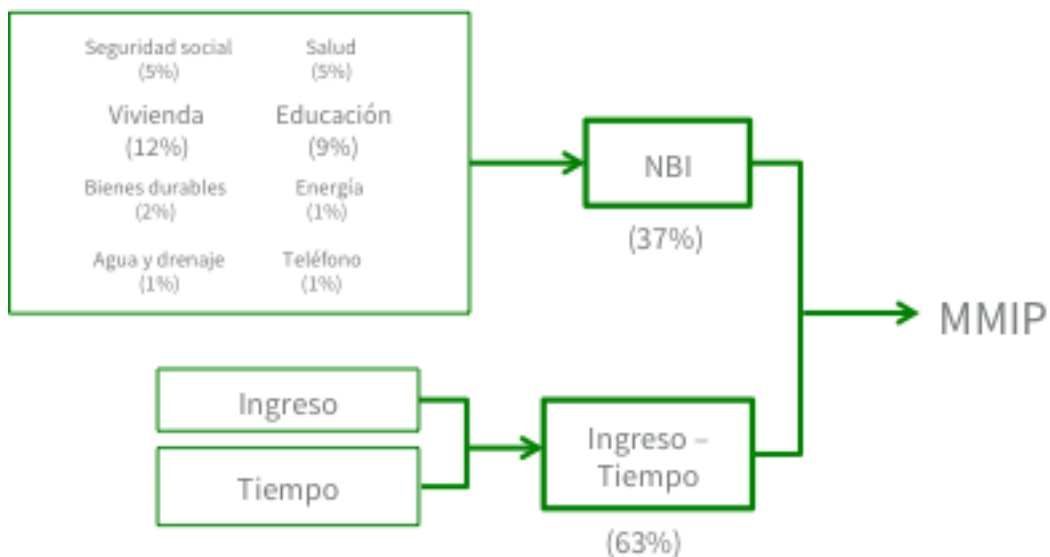 Seguridad social
(5%)
Salud
(5%)
Vivienda
(12%)
Educación
(9%)
Bienes durables
(2%)
Energía
(1%)
Agua y drenaje
(1%)
Teléfono
(1%)
NBI
(37%)
MMIP
Ingreso
Tiempo
Ingreso –
Tiempo
(63%)